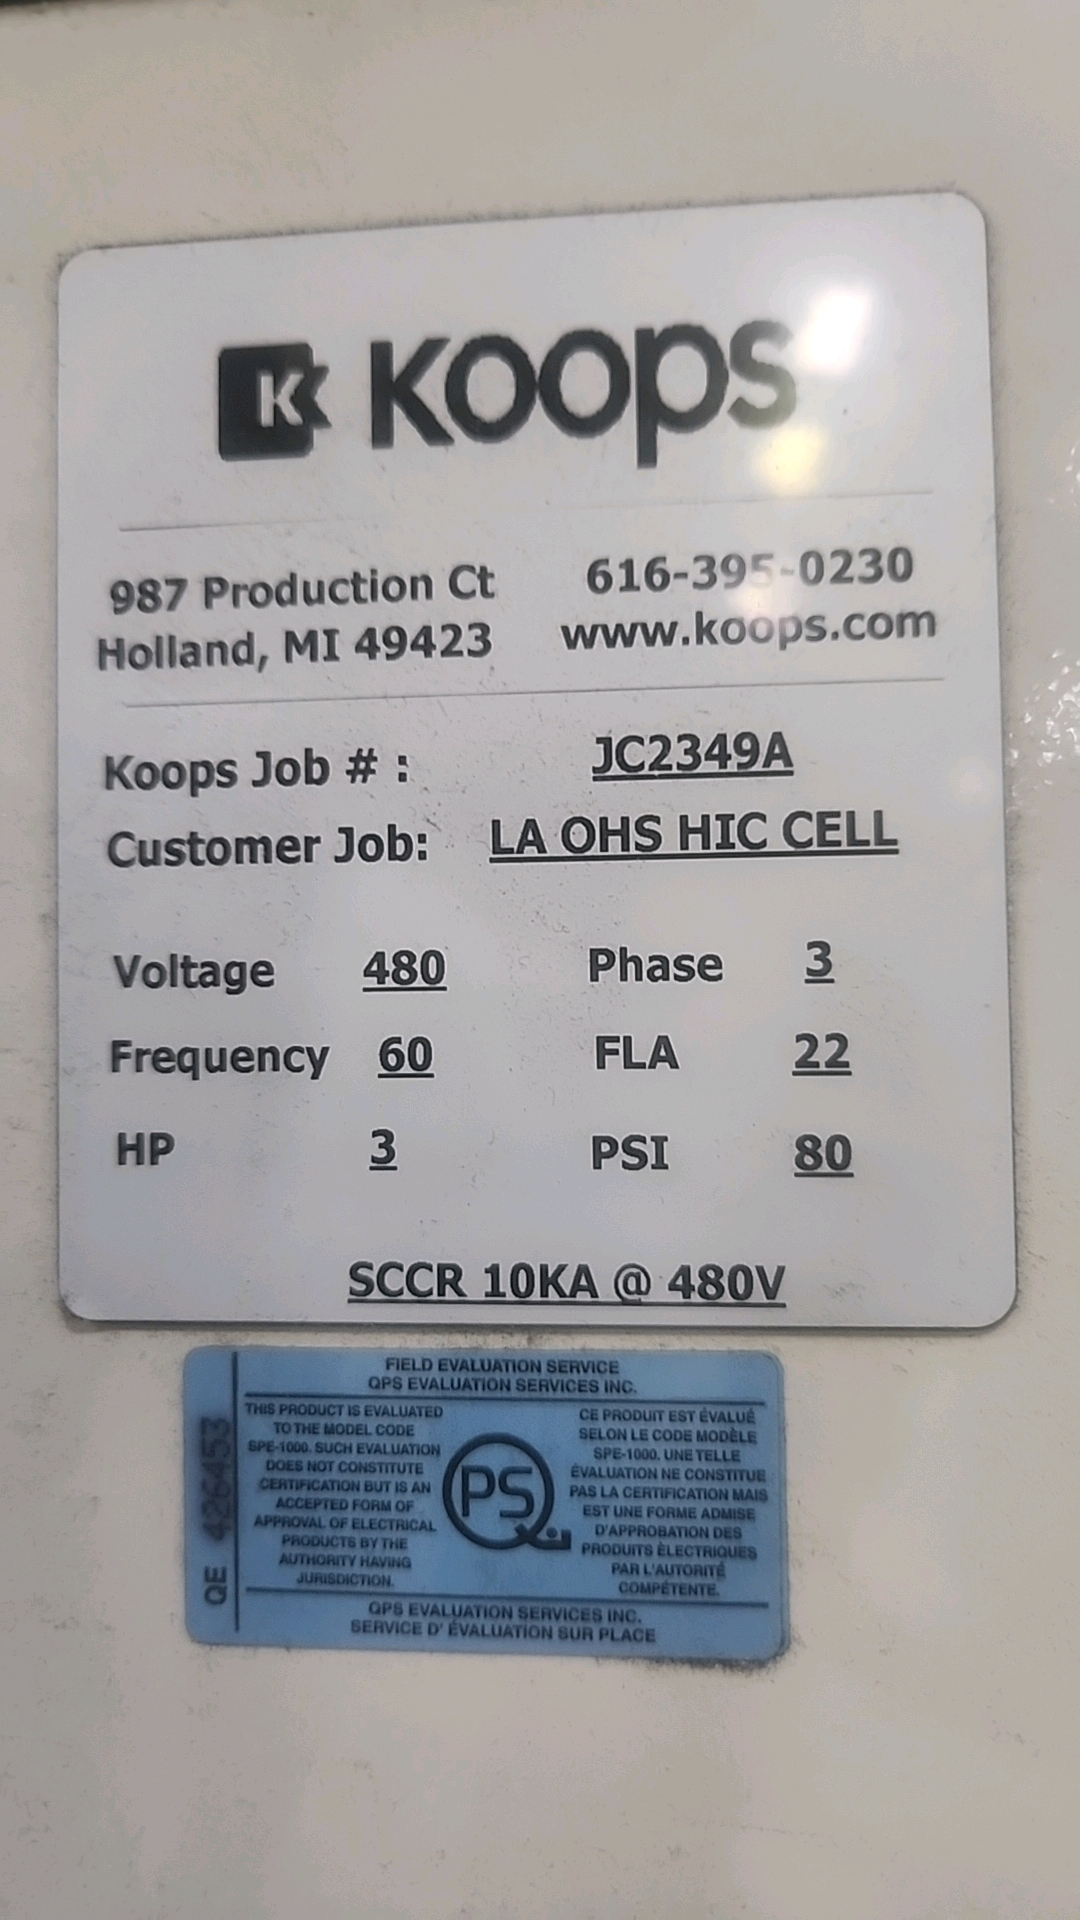 K Koops
987 Production Ct 616-395-0230
Holland, MI 49423 www.koops.com
Koops Job # : JC2349A
Customer Job: LA OHS HIC CELL
Voltage 480 Phase 3
Frequency 60 FLA 22
HP 3 PSI 80
SCCR 10KA @ 480V
FIELD EVALUATION SERVICE
QPS EVALUATION SERVICES INC.
QE 426453
THIS PRODUCT IS EVALUATED
TO THE MODEL CODE
SPE-1000. SUCH EVALUATION
DOES NOT CONSTITUTE
CERTIFICATION BUT IS AN
ACCEPTED FORM OF
APPROVAL OF ELECTRICAL
PRODUCTS BY THE
AUTHORITY HAVING
JURISDICTION.
QPS
CE PRODUIT EST ÉVALUÉ
SELON LE CODE MODÈLE
SPE-1000. UNE TELLE
ÉVALUATION NE CONSTITUE
PAS LA CERTIFICATION MAIS
EST UNE FORME ADMISE
D'APPROBATION DES
PRODUITS ÈLECTRIQUES
PAR L'AUTORITÉ
COMPÉTENTE.
QPS EVALUATION SERVICES INC.
SERVICE D' ÉVALUATION SUR PLACE